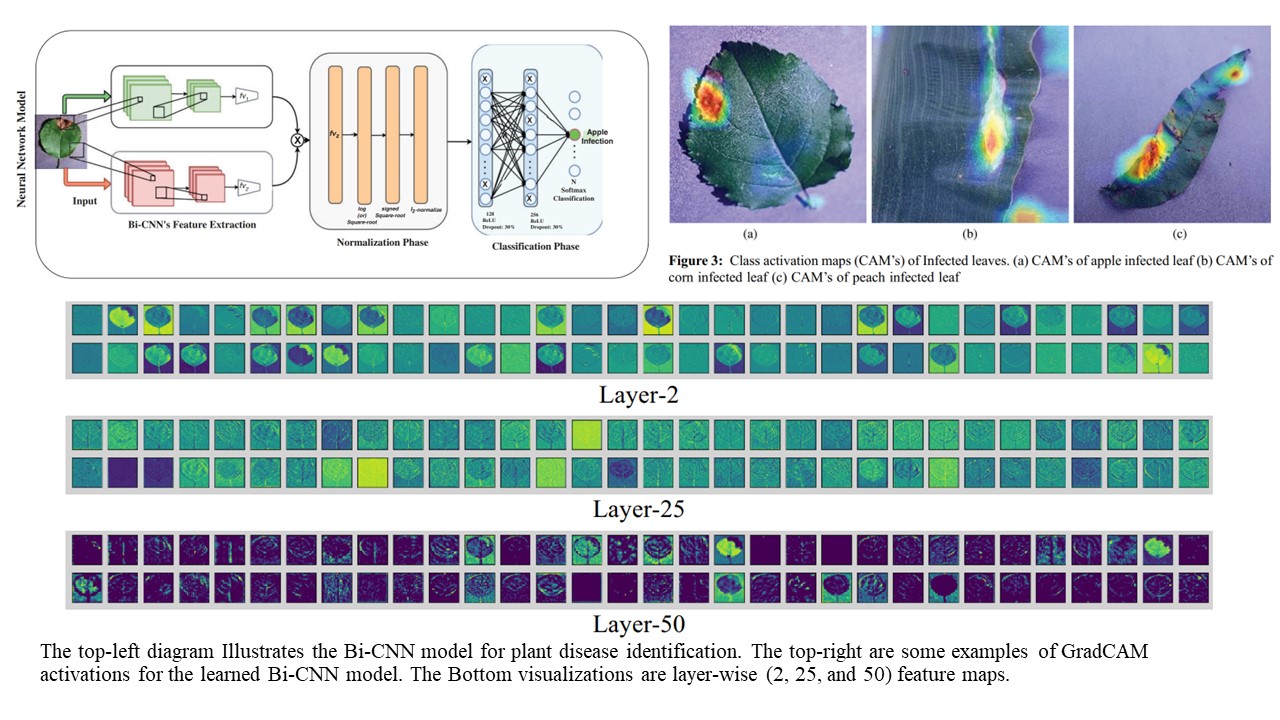 Neural Network Model
Input
fv₁
fv₂
Bi-CNN's Feature Extraction
X
fv₂
log
(or)
Square-root
signed
Square-root
l₂-normalize
Normalization Phase
X
X
X
X
X
X
128
ReLU
Dropout: 30%
256
ReLU
Dropout: 30%
Apple
Infection
N
Softmax
Classification
Classification Phase
(a)
(b)
(c)
Figure 3: Class activation maps (CAM's) of Infected leaves. (a) CAM's of apple infected leaf (b) CAM's of
corn infected leaf (c) CAM's of peach infected leaf
Layer-2
Layer-25
Layer-50
The top-left diagram Illustrates the Bi-CNN model for plant disease identification. The top-right are some examples of GradCAM
activations for the learned Bi-CNN model. The Bottom visualizations are layer-wise (2, 25, and 50) feature maps.